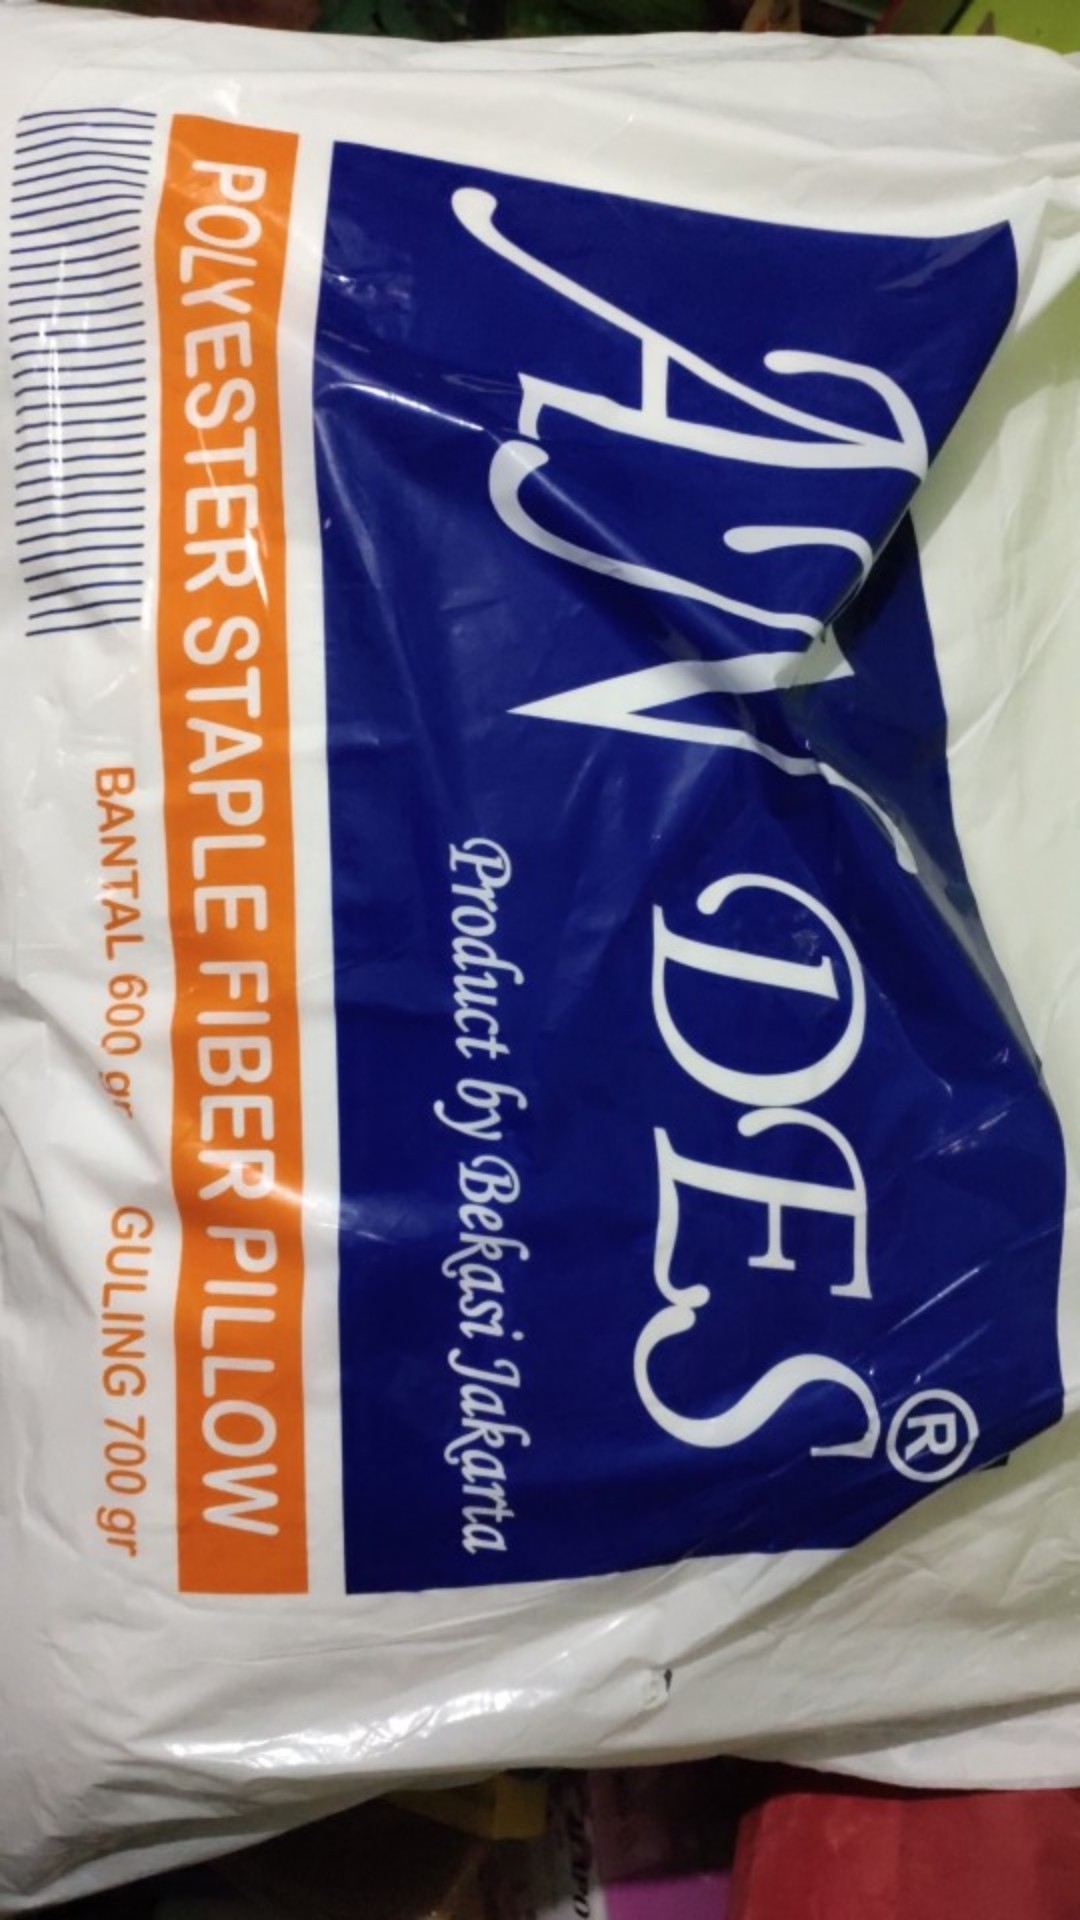 ANDES®
Product by Bekasi Jakarta
POLYESTER STAPLE FIBER PILLOW
BANTAL 600 gr GULING 700 gr